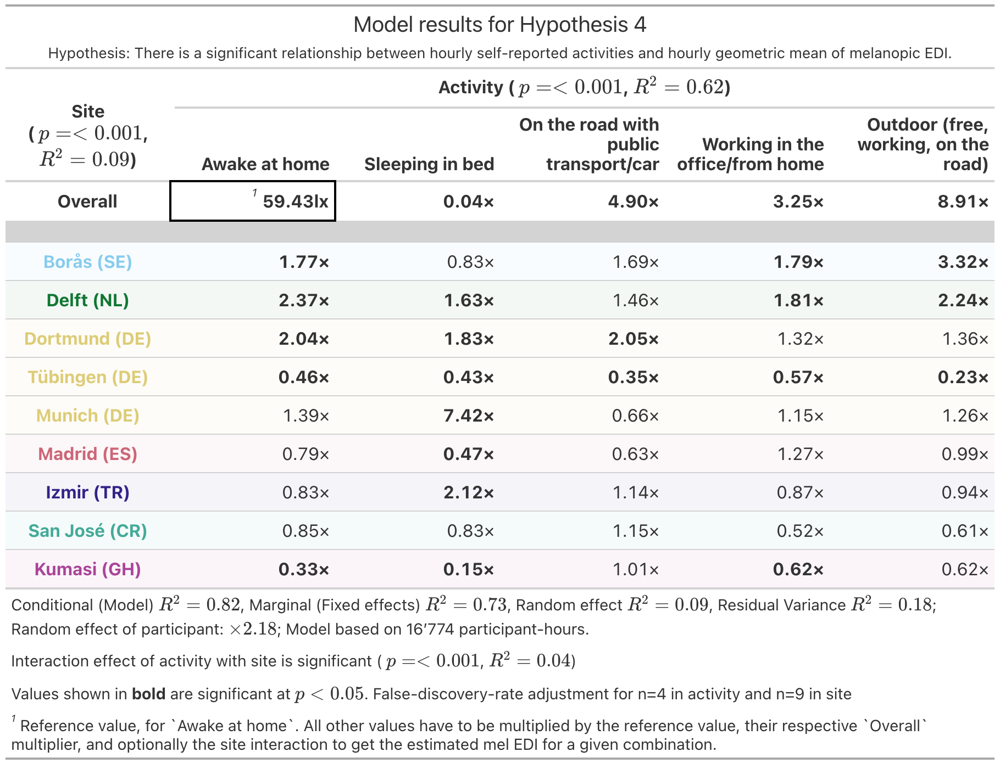 Model results for Hypothesis 4
Hypothesis: There is a significant relationship between hourly self-reported activities and hourly geometric mean of melanopic EDI.
Site
(p =< 0.001,
R² = 0.09)
Activity (p =< 0.001, R² = 0.62)
Awake at home
Sleeping in bed
On the road with
public
transport/car
Working in the
office/from home
Outdoor (free,
working, on the
road)
Overall ¹ 59.43lx 0.04× 4.90× 3.25× 8.91×
Borås (SE) 1.77× 0.83× 1.69× 1.79× 3.32×
Delft (NL) 2.37× 1.63× 1.46× 1.81× 2.24×
Dortmund (DE) 2.04× 1.83× 2.05× 1.32× 1.36×
Tübingen (DE) 0.46× 0.43× 0.35× 0.57× 0.23×
Munich (DE) 1.39× 7.42× 0.66× 1.15× 1.26×
Madrid (ES) 0.79× 0.47× 0.63× 1.27× 0.99×
Izmir (TR) 0.83× 2.12× 1.14× 0.87× 0.94×
San José (CR) 0.85× 0.83× 1.15× 0.52× 0.61×
Kumasi (GH) 0.33× 0.15× 1.01× 0.62× 0.62×
Conditional (Model) R² = 0.82, Marginal (Fixed effects) R² = 0.73, Random effect R² = 0.09, Residual Variance R² = 0.18;
Random effect of participant: ×2.18; Model based on 16′774 participant-hours.
Interaction effect of activity with site is significant (p =< 0.001, R² = 0.04)
Values shown in bold are significant at p < 0.05. False-discovery-rate adjustment for n=4 in activity and n=9 in site
¹ Reference value, for `Awake at home`. All other values have to be multiplied by the reference value, their respective `Overall`
multiplier, and optionally the site interaction to get the estimated mel EDI for a given combination.